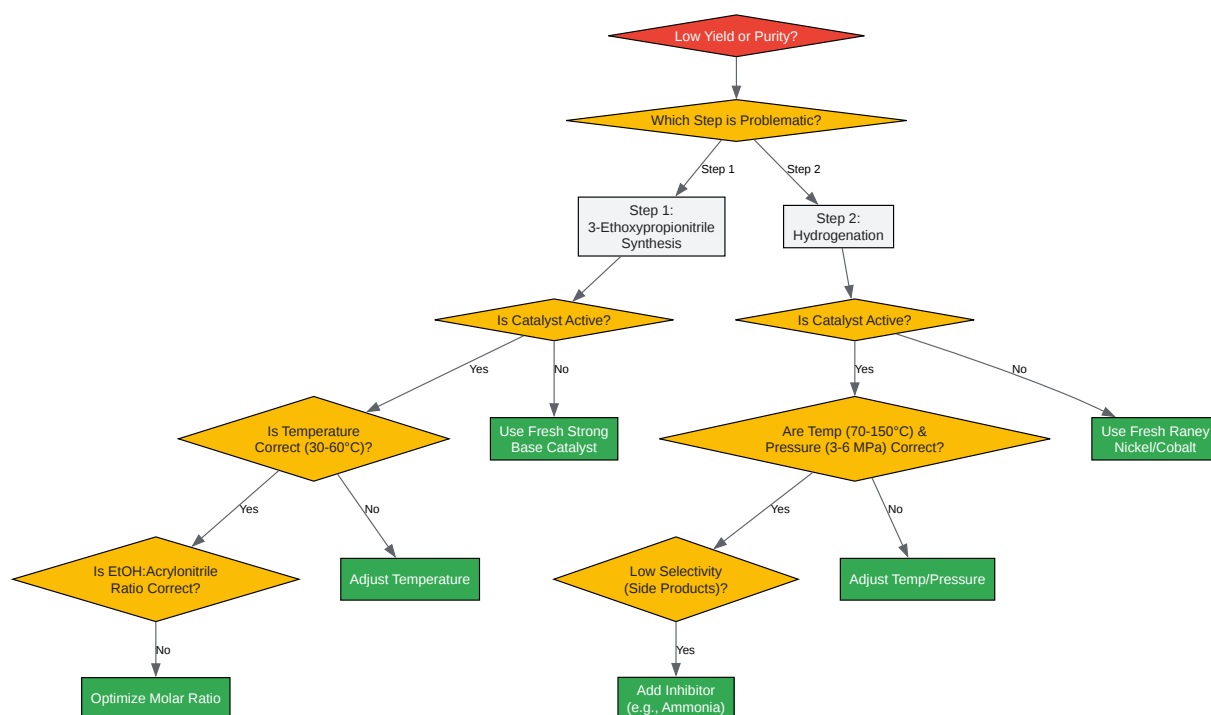 Low Yield or Purity?
Which Step is Problematic?
Step 1
Step 2
Step 1:
3-Ethoxypropionitrile
Synthesis
Step 2:
Hydrogenation
Is Catalyst Active?
Is Catalyst Active?
Yes
No
Yes
No
Is Temperature
Correct (30-60°C)?
Use Fresh Strong
Base Catalyst
Are Temp (70-150°C) &
Pressure (3-6 MPa) Correct?
Use Fresh Raney
Nickel/Cobalt
Yes
No
Yes
No
Is EtOH:Acrylonitrile
Ratio Correct?
Adjust Temperature
Low Selectivity
(Side Products)?
Adjust Temp/Pressure
No
Yes
Optimize Molar Ratio
Add Inhibitor
(e.g., Ammonia)